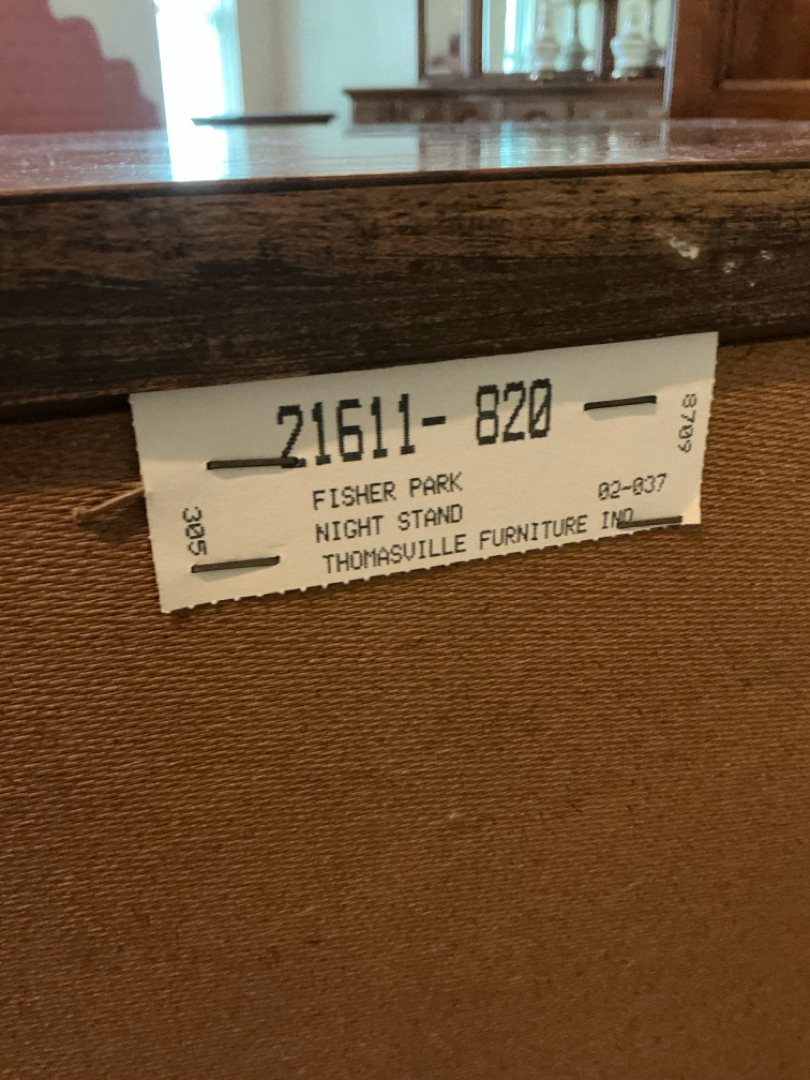 21611- 820
8709
FISHER PARK
02-037
NIGHT STAND
305
THOMASVILLE FURNITURE IND